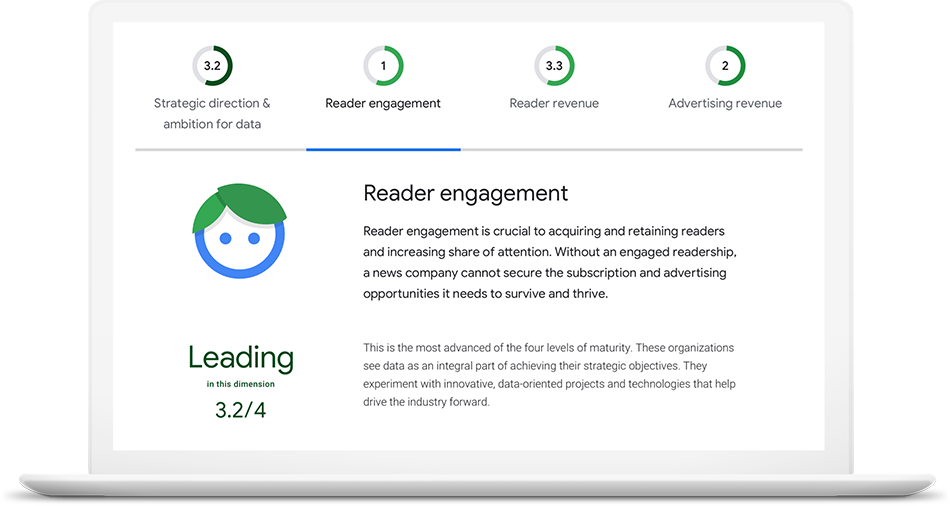 3.2
1
3.3
2
Strategic direction &
ambition for data
Reader engagement
Reader revenue
Advertising revenue
Reader engagement
Reader engagement is crucial to acquiring and retaining readers
and increasing share of attention. Without an engaged readership,
a news company cannot secure the subscription and advertising
opportunities it needs to survive and thrive.
Leading
in this dimension
3.2/4
This is the most advanced of the four levels of maturity. These organizations
see data as an integral part of achieving their strategic objectives. They
experiment with innovative, data-oriented projects and technologies that help
drive the industry forward.